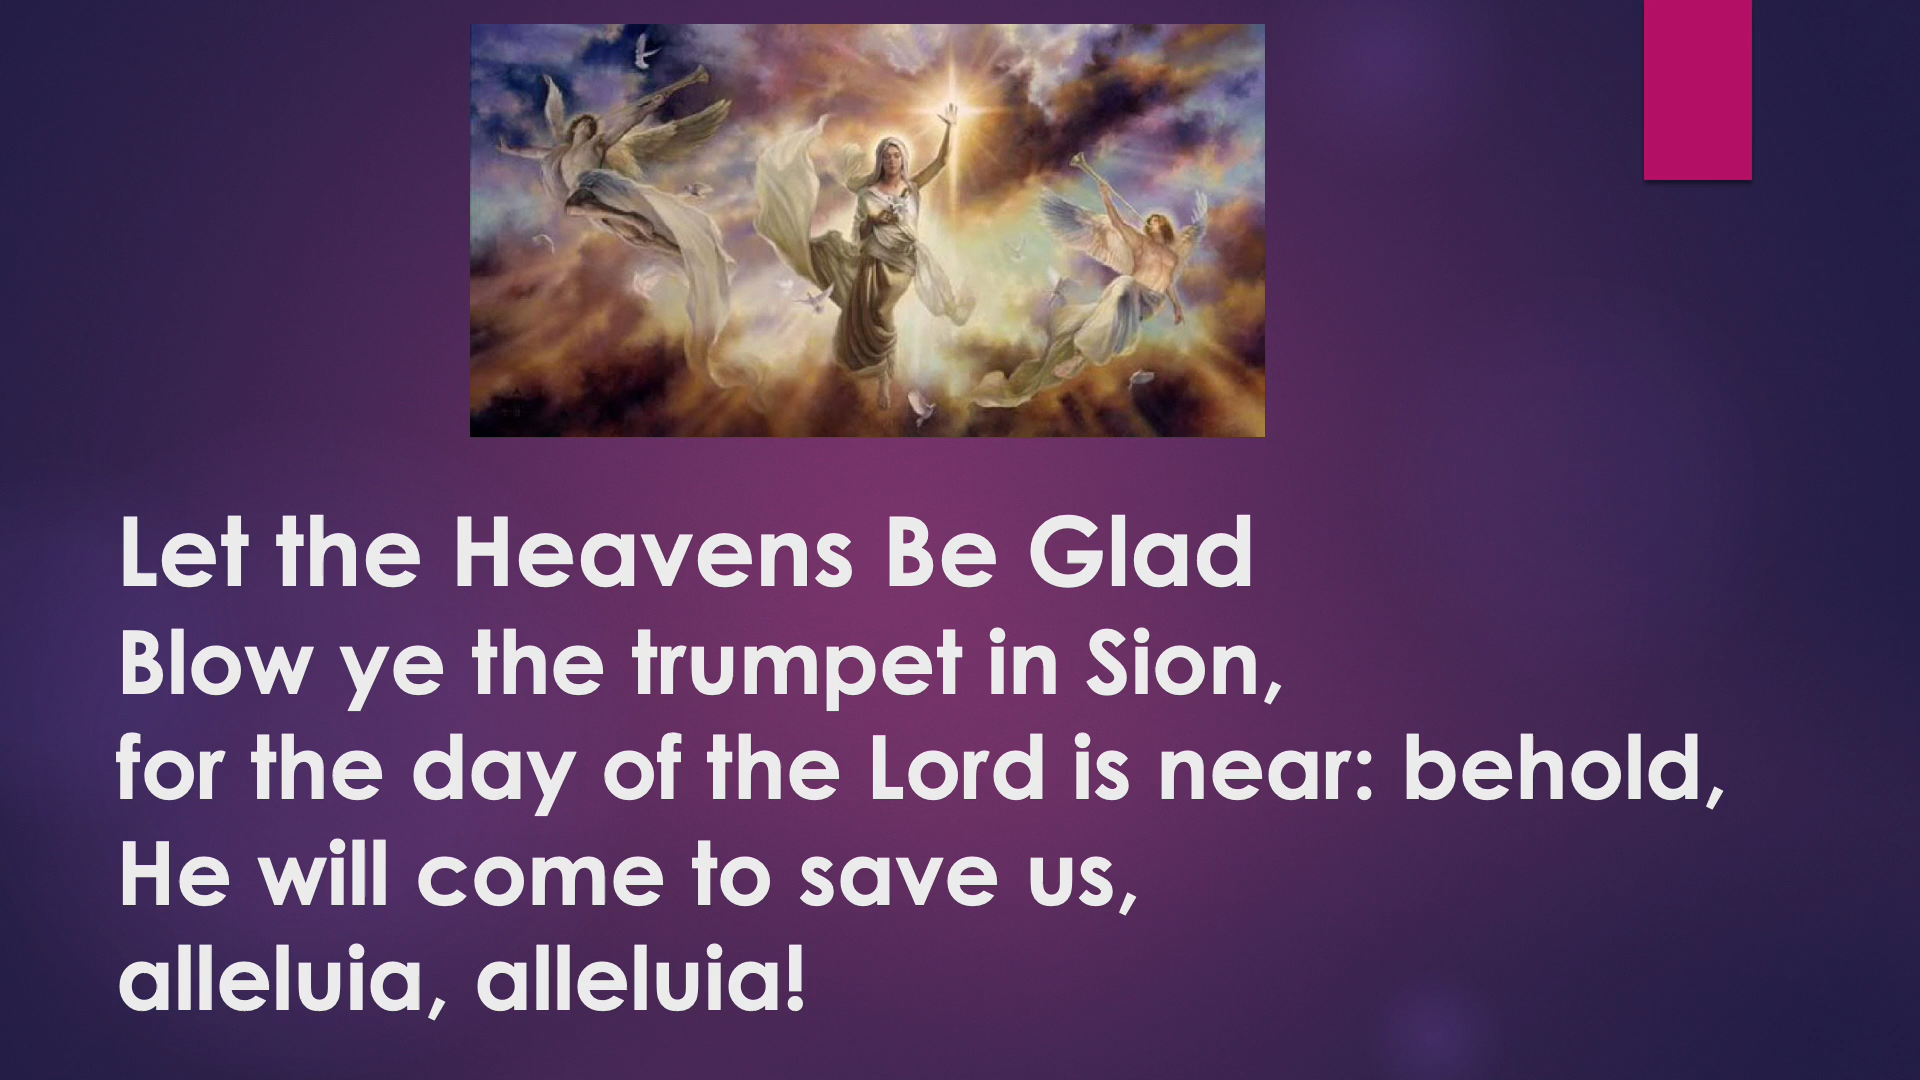 Let the Heavens Be Glad
Blow ye the trumpet in Sion,
for the day of the Lord is near: behold,
He will come to save us,
alleluia, alleluia!